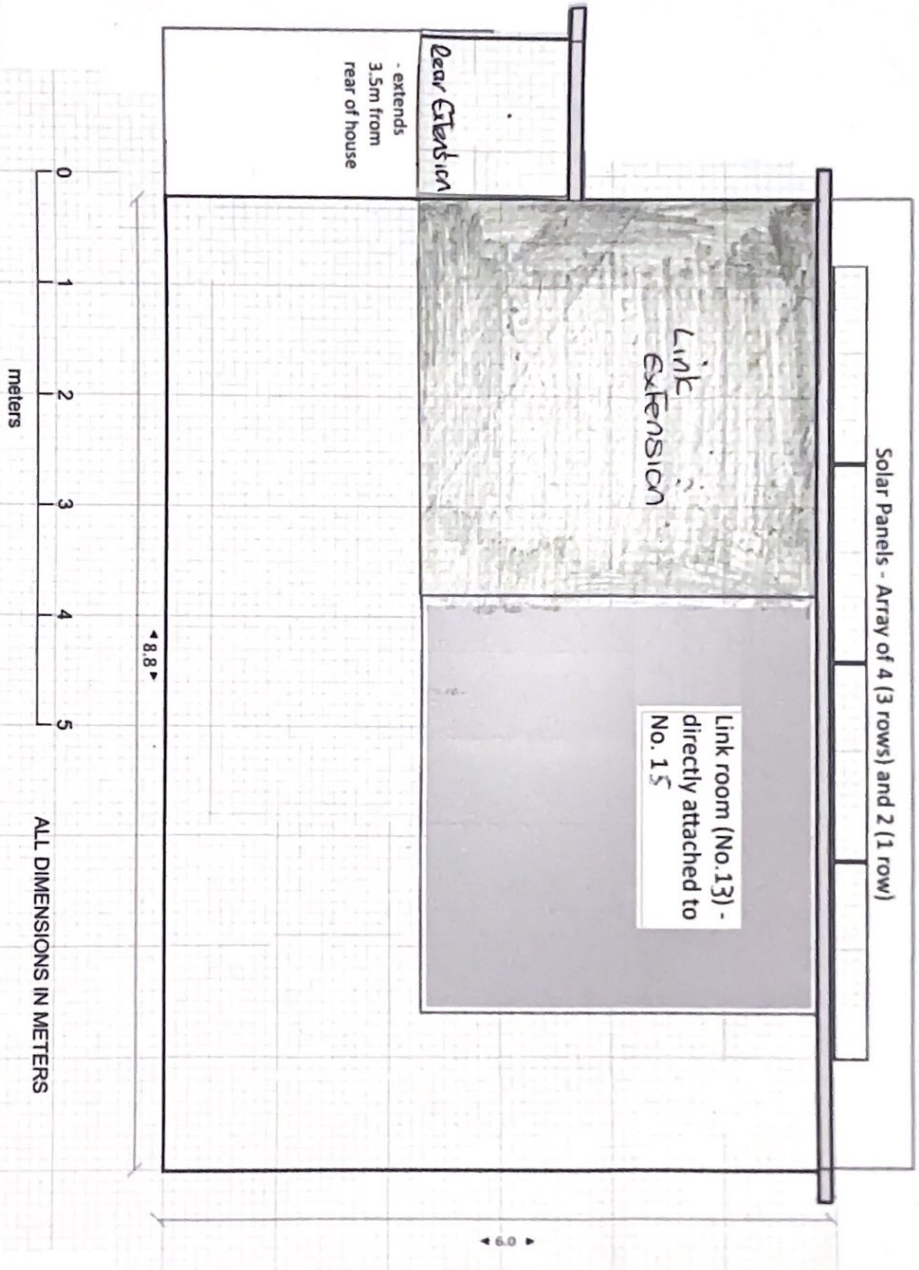 Solar Panels - Array of 4 (3 rows) and 2 (1 row)
Rear Extension
- extends
3.5m from
rear of house
Link
Extension
Link room (No.13) -
directly attached to
No. 15
6.0
8.8
0 1 2 3 4 5
meters
ALL DIMENSIONS IN METERS